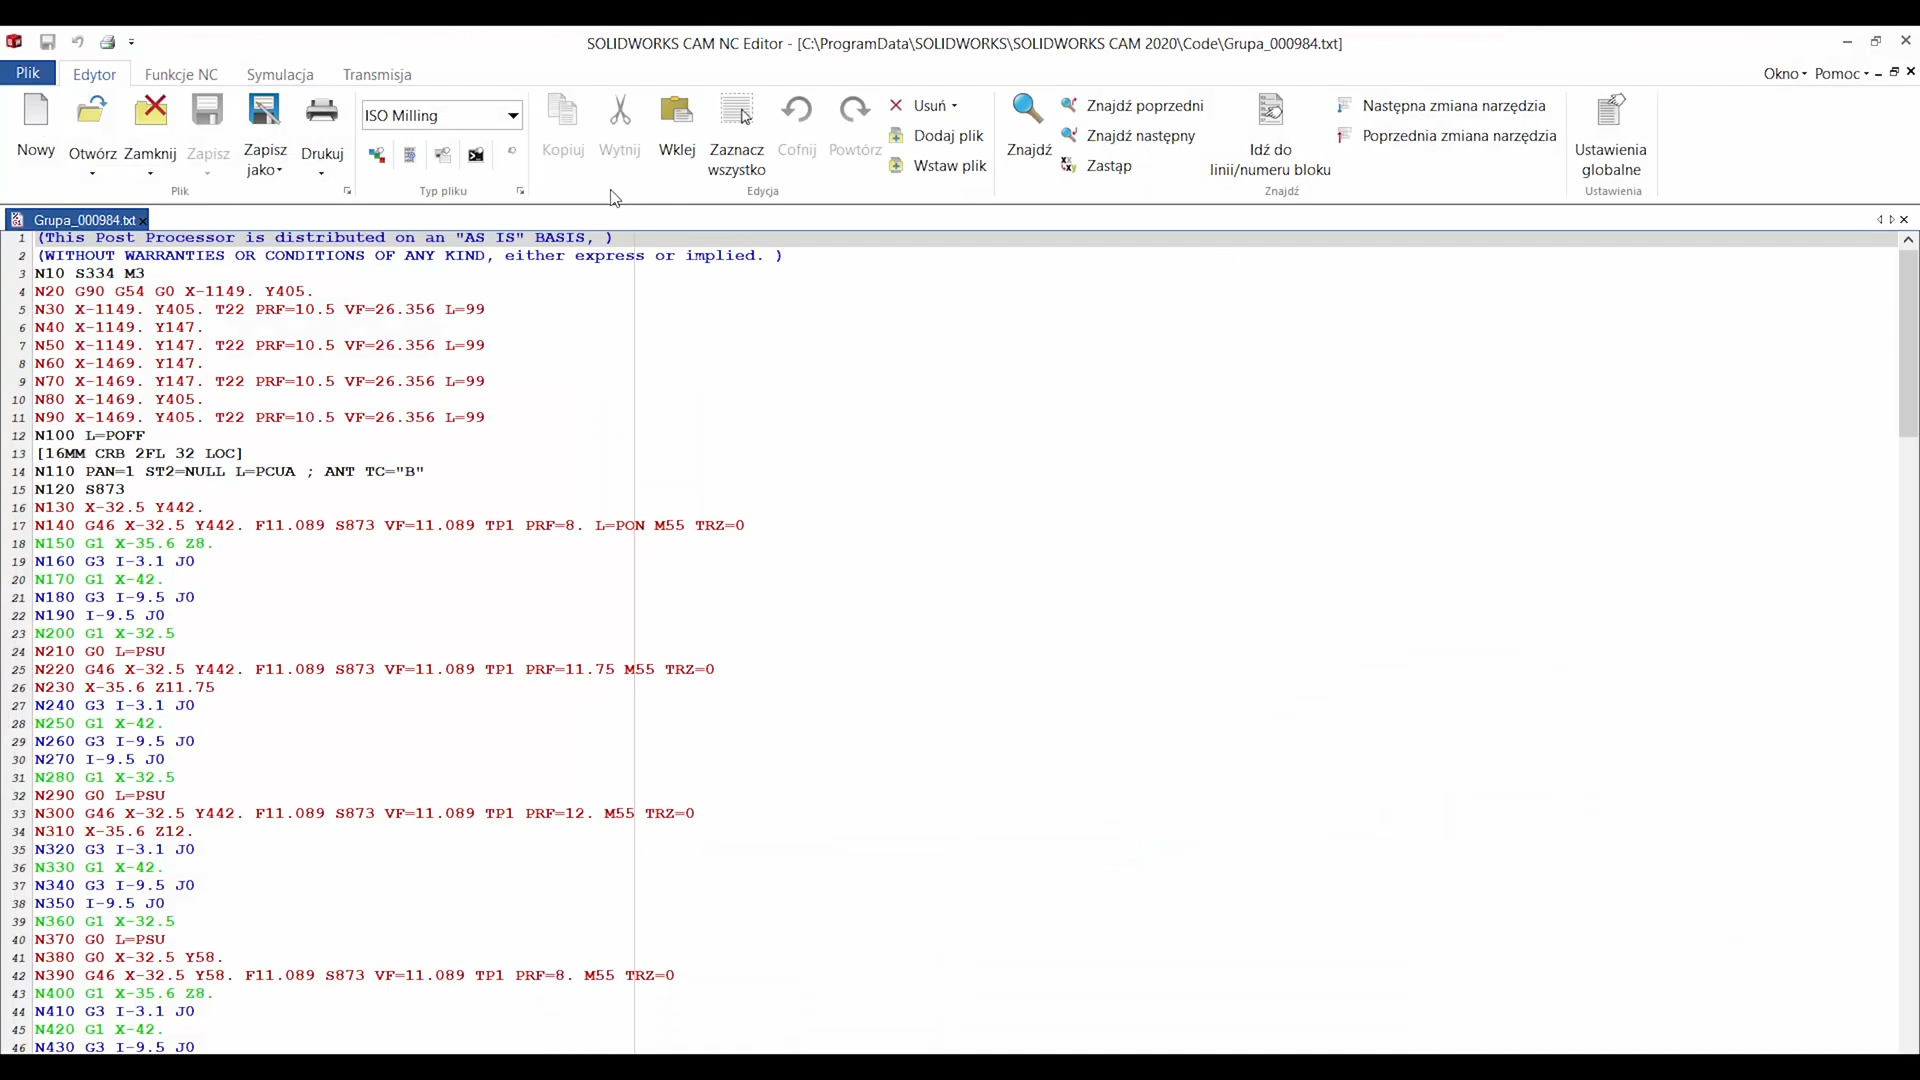 SOLIDWORKS CAM NC Editor - [C:\ProgramData\SOLIDWORKS\SOLIDWORKS CAM 2020\Code\Grupa_000984.txt]
Plik Edytor Funkcje NC Symulacja Transmisja Okno Pomoc
Nowy Otwórz Zamknij Zapisz Zapisz jako Drukuj
Plik
ISO Milling
Typ pliku
Kopiuj Wytnij Wklej Zaznacz wszystko Cofnij Powtórz
Usuń
Dodaj plik
Wstaw plik
Edycja
Znajdź
Znajdź poprzedni
Znajdź następny
Zastąp
Idź do linii/numeru bloku
Następna zmiana narzędzia
Poprzednia zmiana narzędzia
Znajdź
Ustawienia globalne
Ustawienia
Grupa_000984.txt
1 (This Post Processor is distributed on an "AS IS" BASIS, )
2 (WITHOUT WARRANTIES OR CONDITIONS OF ANY KIND, either express or implied. )
3 N10 S334 M3
4 N20 G90 G54 G0 X-1149. Y405.
5 N30 X-1149. Y405. T22 PRF=10.5 VF=26.356 L=99
6 N40 X-1149. Y147.
7 N50 X-1149. Y147. T22 PRF=10.5 VF=26.356 L=99
8 N60 X-1469. Y147.
9 N70 X-1469. Y147. T22 PRF=10.5 VF=26.356 L=99
10 N80 X-1469. Y405.
11 N90 X-1469. Y405. T22 PRF=10.5 VF=26.356 L=99
12 N100 L=POFF
13 [16MM CRB 2FL 32 LOC]
14 N110 PAN=1 ST2=NULL L=PCUA ; ANT TC="B"
15 N120 S873
16 N130 X-32.5 Y442.
17 N140 G46 X-32.5 Y442. F11.089 S873 VF=11.089 TP1 PRF=8. L=PON M55 TRZ=0
18 N150 G1 X-35.6 Z8.
19 N160 G3 I-3.1 J0
20 N170 G1 X-42.
21 N180 G3 I-9.5 J0
22 N190 I-9.5 J0
23 N200 G1 X-32.5
24 N210 G0 L=PSU
25 N220 G46 X-32.5 Y442. F11.089 S873 VF=11.089 TP1 PRF=11.75 M55 TRZ=0
26 N230 X-35.6 Z11.75
27 N240 G3 I-3.1 J0
28 N250 G1 X-42.
29 N260 G3 I-9.5 J0
30 N270 I-9.5 J0
31 N280 G1 X-32.5
32 N290 G0 L=PSU
33 N300 G46 X-32.5 Y442. F11.089 S873 VF=11.089 TP1 PRF=12. M55 TRZ=0
34 N310 X-35.6 Z12.
35 N320 G3 I-3.1 J0
36 N330 G1 X-42.
37 N340 G3 I-9.5 J0
38 N350 I-9.5 J0
39 N360 G1 X-32.5
40 N370 G0 L=PSU
41 N380 G0 X-32.5 Y58.
42 N390 G46 X-32.5 Y58. F11.089 S873 VF=11.089 TP1 PRF=8. M55 TRZ=0
43 N400 G1 X-35.6 Z8.
44 N410 G3 I-3.1 J0
45 N420 G1 X-42.
46 N430 G3 I-9.5 J0